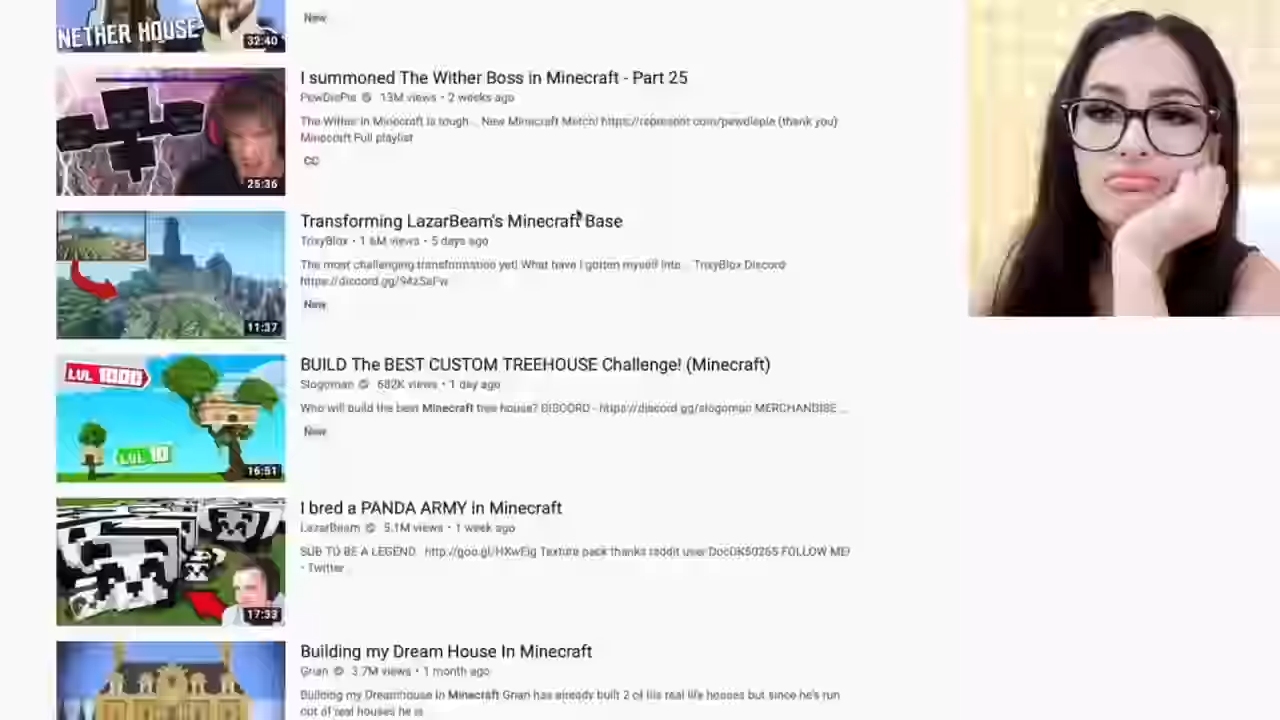 NETHER HOUSE
32:40
New
I summoned The Wither Boss in Minecraft - Part 25
PewDiePie 13M views • 2 weeks ago
The Wither in Minecraft is tough... New Minecraft Merch! https://represent.com/pewdiepie (thank you)
Minecraft Full playlist
CC
25:36
Transforming LazarBeam's Minecraft Base
TrixyBlox • 1.6M views • 5 days ago
The most challenging transformation yet! What have I gotten myself into... TrixyBlox Discord
New
11:37
BUILD The BEST CUSTOM TREEHOUSE Challenge! (Minecraft)
Slogoman 682K views • 1 day ago
Who will build the best Minecraft tree house? DISCORD - https://discord.gg/slogoman MERCHANDISE ...
New
LVL 1000
LVL 10
16:51
I bred a PANDA ARMY in Minecraft
LazarBeam 5.1M views • 1 week ago
SUB TO BE A LEGEND Texture pack thanks reddit user FOLLOW ME!
• Twitter
17:33
Building my Dream House In Minecraft
Grian 3.7M views • 1 month ago
Building my Dreamhouse in Minecraft Grian has already built 2 of his real life houses but since he's run
out of real houses he is